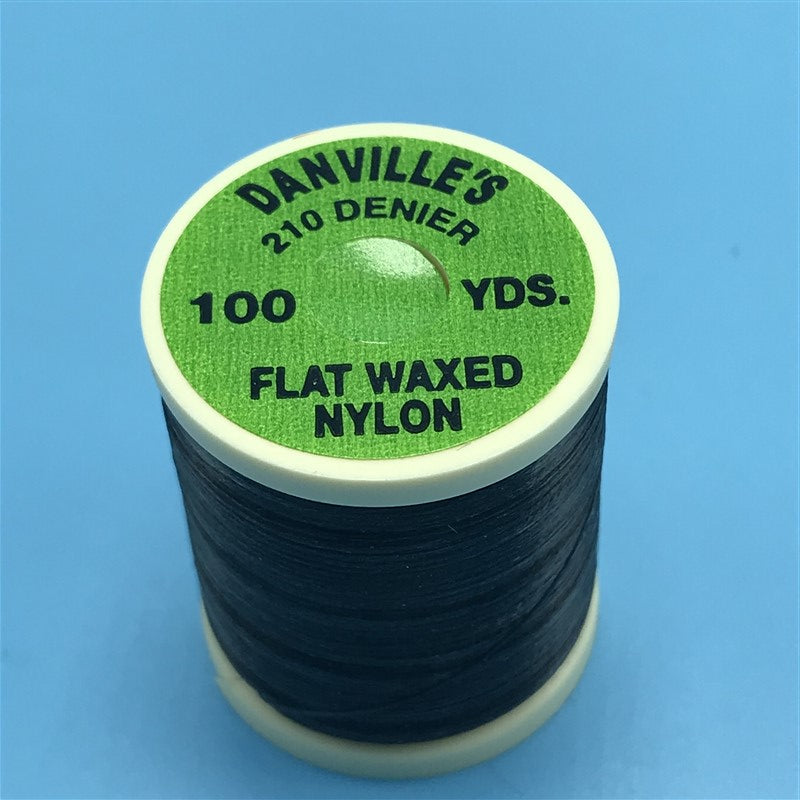 DANVILLE'S
210 DENIER
100 YDS.
FLAT WAXED
NYLON